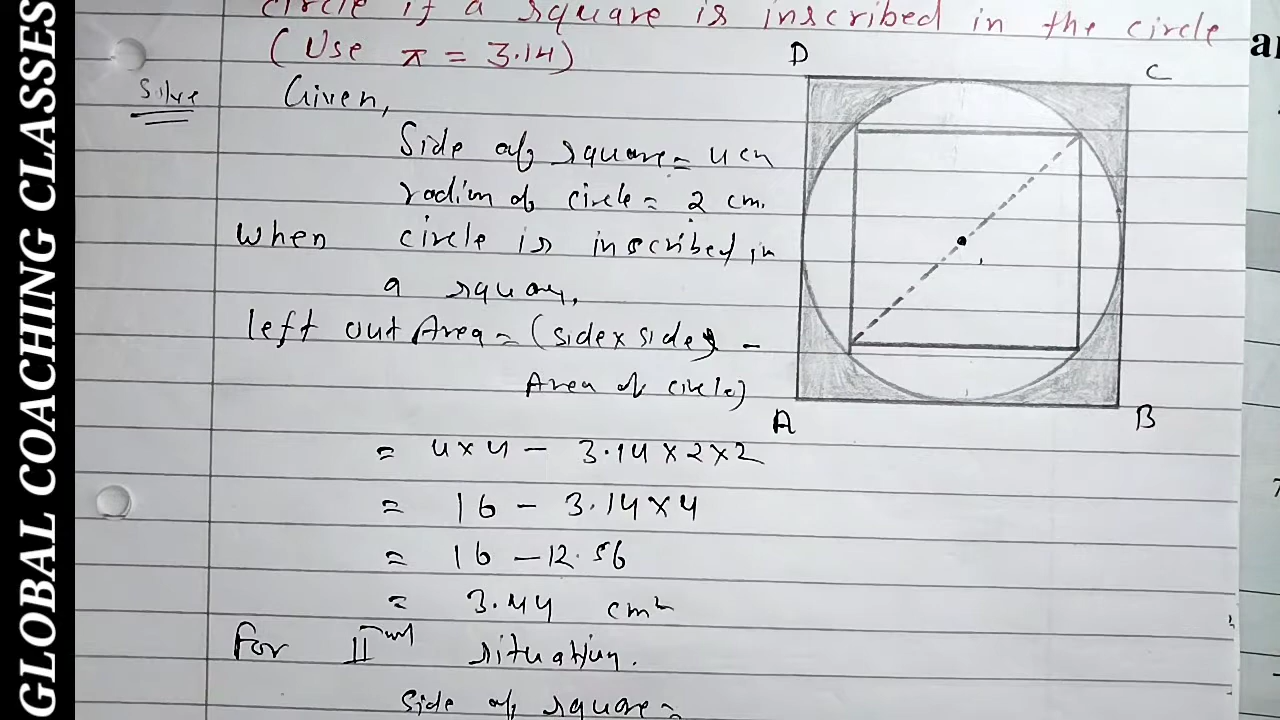 GLOBAL COACHING CLASSES
circle if a square is inscribed in the circle
(Use π = 3.14)
Solve
Given,
Side of square = 4 cm
radius of circle = 2 cm.
When circle is inscribed in
a square,
left out Area = (side x side) -
Area of circle)
= 4 x 4 - 3.14 x 2 x 2
= 16 - 3.14 x 4
= 16 - 12.56
= 3.44 cm²
For IInd situation.
Side of square =
D
C
A
B